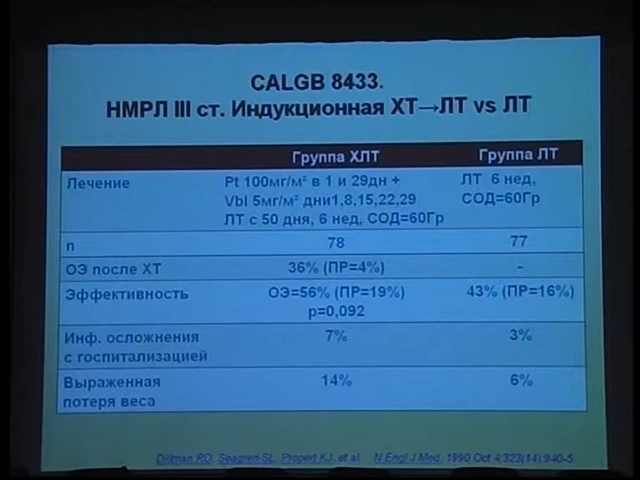 CALGB 8433.
НМРЛ III ст. Индукционная ХТ→ЛТ vs ЛТ
Группа ХЛТ Группа ЛТ
Лечение Pt 100мг/м² в 1 и 29дн + ЛТ 6 нед,
Vbl 5мг/м² дни1,8,15,22,29 СОД=60Гр
ЛТ с 50 дня, 6 нед, СОД=60Гр
n 78 77
ОЭ после ХТ 36% (ПР=4%) -
Эффективность ОЭ=56% (ПР=19%) 43% (ПР=16%)
р=0,092
Инф. осложнения 7% 3%
с госпитализацией
Выраженная 14% 6%
потеря веса
Dillman RO, Seagren SL, Propert KJ, et al. N Engl J Med. 1990 Oct 4;323(14):940-5